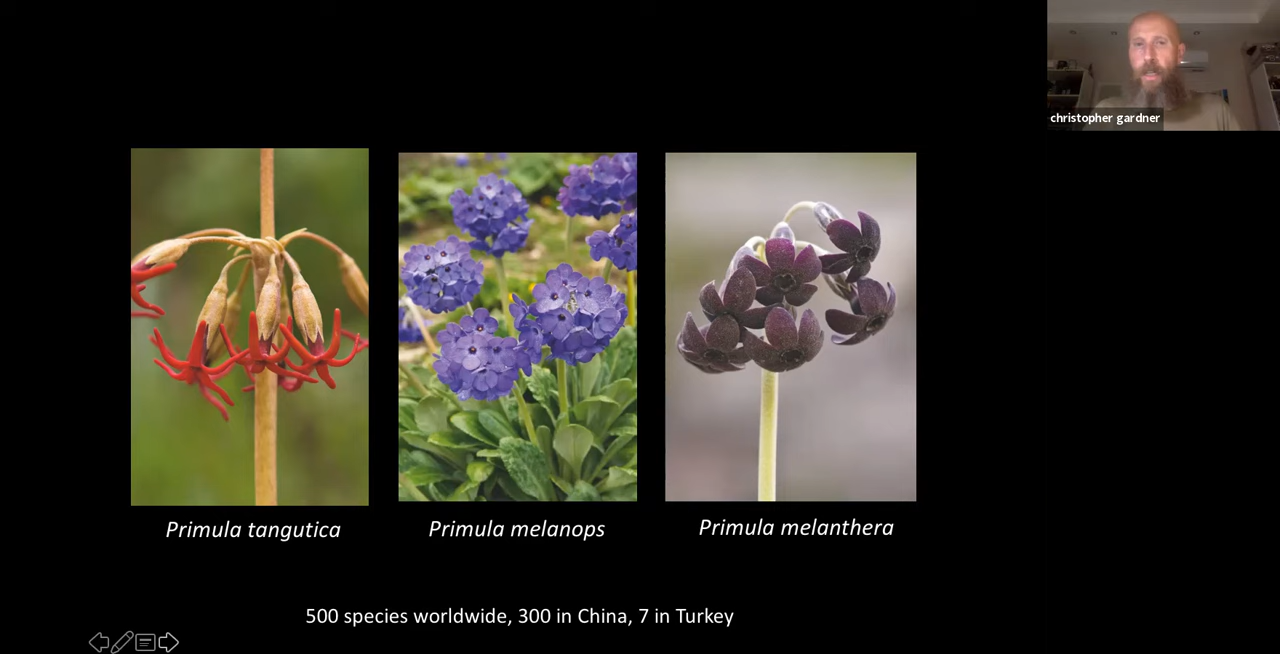 christopher gardner
Primula tangutica
Primula melanops
Primula melanthera
500 species worldwide, 300 in China, 7 in Turkey